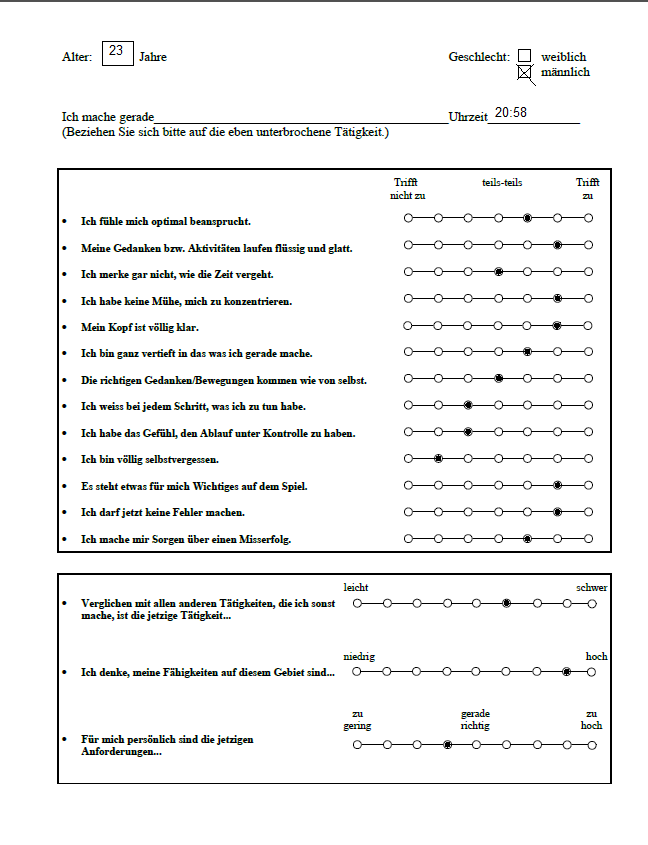 Alter: 23 Jahre Geschlecht: weiblich
männlich
Ich mache gerade Uhrzeit 20:58
(Beziehen Sie sich bitte auf die eben unterbrochene Tätigkeit.)
Trifft teils-teils Trifft
nicht zu zu
• Ich fühle mich optimal beansprucht.
• Meine Gedanken bzw. Aktivitäten laufen flüssig und glatt.
• Ich merke gar nicht, wie die Zeit vergeht.
• Ich habe keine Mühe, mich zu konzentrieren.
• Mein Kopf ist völlig klar.
• Ich bin ganz vertieft in das was ich gerade mache.
• Die richtigen Gedanken/Bewegungen kommen wie von selbst.
• Ich weiss bei jedem Schritt, was ich zu tun habe.
• Ich habe das Gefühl, den Ablauf unter Kontrolle zu haben.
• Ich bin völlig selbstvergessen.
• Es steht etwas für mich Wichtiges auf dem Spiel.
• Ich darf jetzt keine Fehler machen.
• Ich mache mir Sorgen über einen Misserfolg.
leicht schwer
• Verglichen mit allen anderen Tätigkeiten, die ich sonst
mache, ist die jetzige Tätigkeit...
niedrig hoch
• Ich denke, meine Fähigkeiten auf diesem Gebiet sind...
zu gerade zu
gering richtig hoch
• Für mich persönlich sind die jetzigen
Anforderungen...